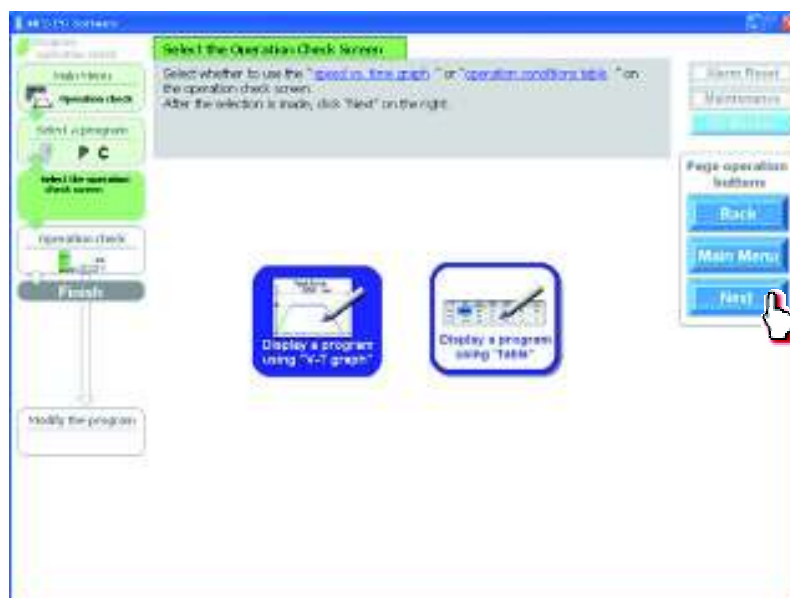 Select the Operation Check Screen
Select whether to use the "speed vs. time graph " or "operation conditions table " on
the operation check screen.
After the selection is made, click "Next" on the right.
Main Menu
Operation check
Select a program
P C
Select the operation
check screen
Operation check
Finish
Modify the program
Display a program
using "V-T graph"
Display a program
using "Table"
Alarm Reset
Maintenance
Page operation
buttons
Back
Main Menu
Next